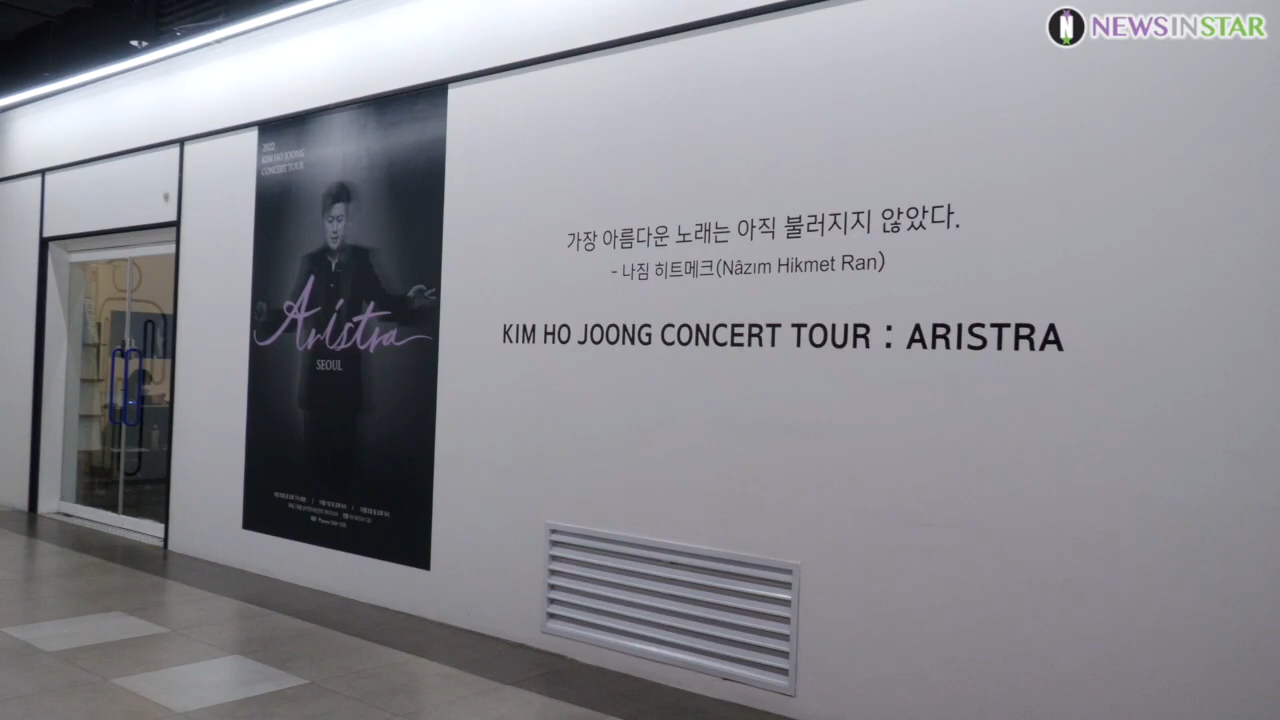 NEWSINSTAR
2022
KIM HO JOONG
CONCERT TOUR
Aristra
SEOUL
가장 아름다운 노래는 아직 불러지지 않았다.
- 나짐 히트메크(Nâzım Hikmet Ran)
KIM HO JOONG CONCERT TOUR : ARISTRA